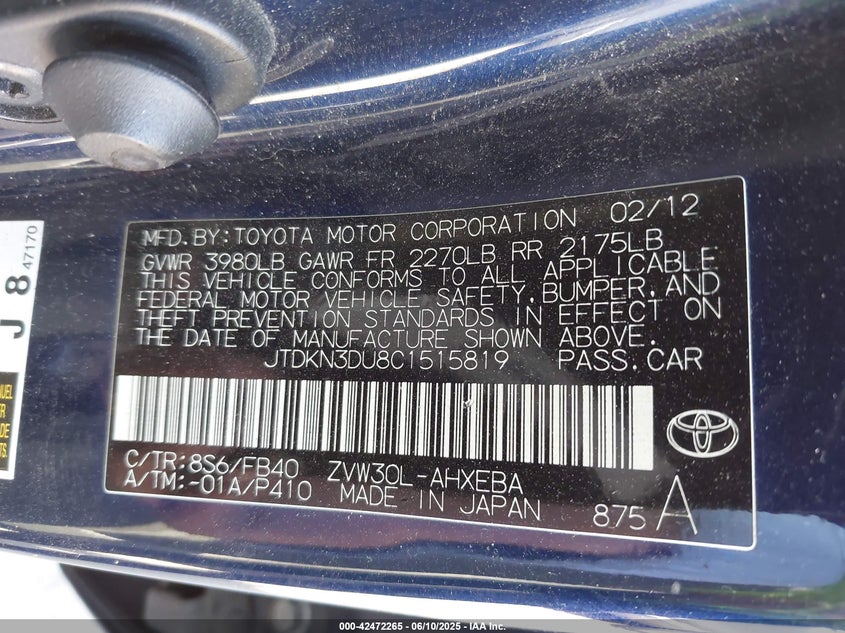 MFD.BY:TOYOTA MOTOR CORPORATION 02/12
GVWR 3980LB GAWR FR 2270LB RR 2175LB
THIS VEHICLE CONFORMS TO ALL APPLICABLE
FEDERAL MOTOR VEHICLE SAFETY,BUMPER,AND
THEFT PREVENTION STANDARDS IN EFFECT ON
THE DATE OF MANUFACTURE SHOWN ABOVE.
JTDKN3DU8C1515819 PASS.CAR
C/TR:8S6/FB40 ZVW30L-AHXEBA
A/TM:-01A/P410 MADE IN JAPAN 875 A
J 8 47170
000-42472265 - 06/10/2025 - IAA Inc.